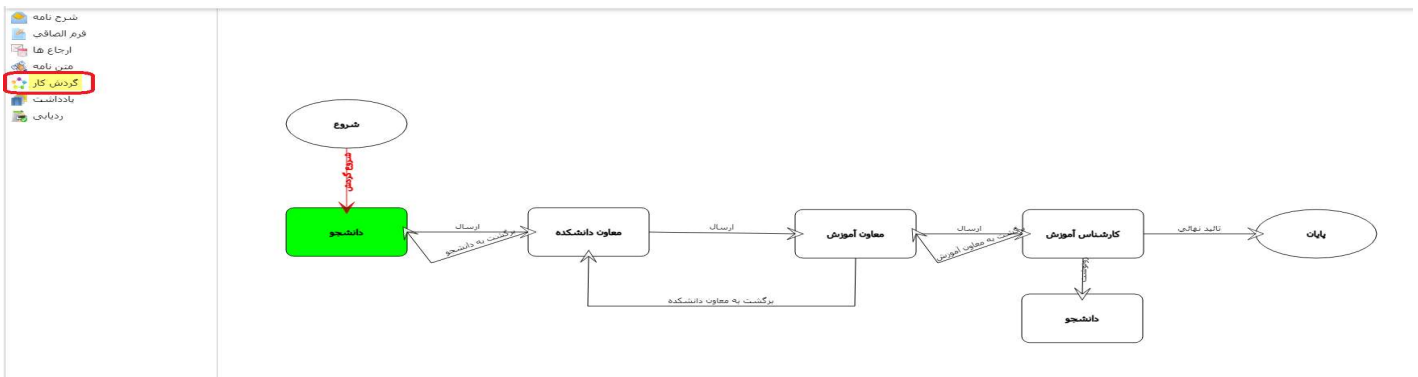 شرح نامه
فرم الصاقی
ارجاع ها
متن نامه
گردش کار
یادداشت
ردیابی
شروع
شروع گردش
دانشجو
ارسال
برگشت به دانشجو
معاون دانشکده
ارسال
برگشت به معاون دانشکده
معاون آموزش
ارسال
برگشت به معاون آموزش
کارشناس آموزش
تائید نهائی
پایان
رونوشت
دانشجو